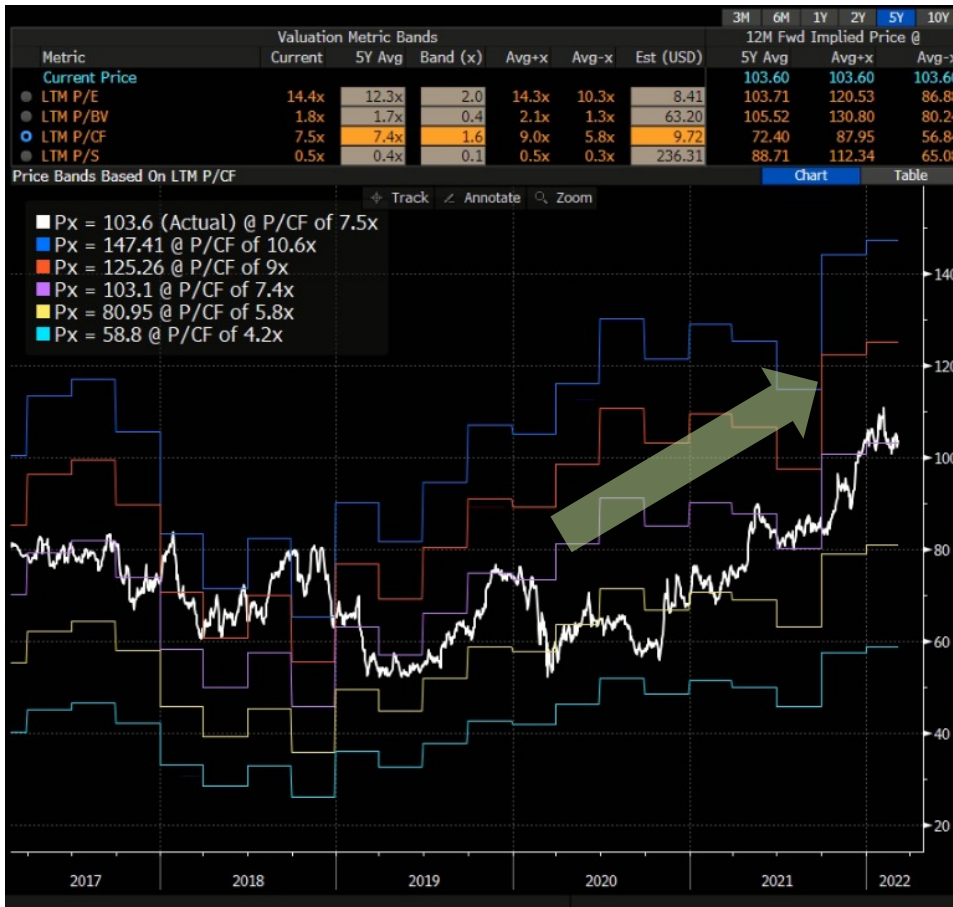 3M 6M 1Y 2Y 5Y 10Y
Valuation Metric Bands 12M Fwd Implied Price @
Metric Current 5Y Avg Band (x) Avg+x Avg-x Est (USD) 5Y Avg Avg+x Avg-x
Current Price 103.60 103.60 103.60
LTM P/E 14.4x 12.3x 2.0 14.3x 10.3x 8.41 103.71 120.53 86.88
LTM P/BV 1.8x 1.7x 0.4 2.1x 1.3x 63.20 105.52 130.80 80.24
LTM P/CF 7.5x 7.4x 1.6 9.0x 5.8x 9.72 72.40 87.95 56.84
LTM P/S 0.5x 0.4x 0.1 0.5x 0.3x 236.31 88.71 112.34 65.08
Price Bands Based On LTM P/CF Chart Table
Track Annotate Zoom
Px = 103.6 (Actual) @ P/CF of 7.5x
Px = 147.41 @ P/CF of 10.6x
Px = 125.26 @ P/CF of 9x
Px = 103.1 @ P/CF of 7.4x
Px = 80.95 @ P/CF of 5.8x
Px = 58.8 @ P/CF of 4.2x
140
120
100
80
60
40
20
2017 2018 2019 2020 2021 2022